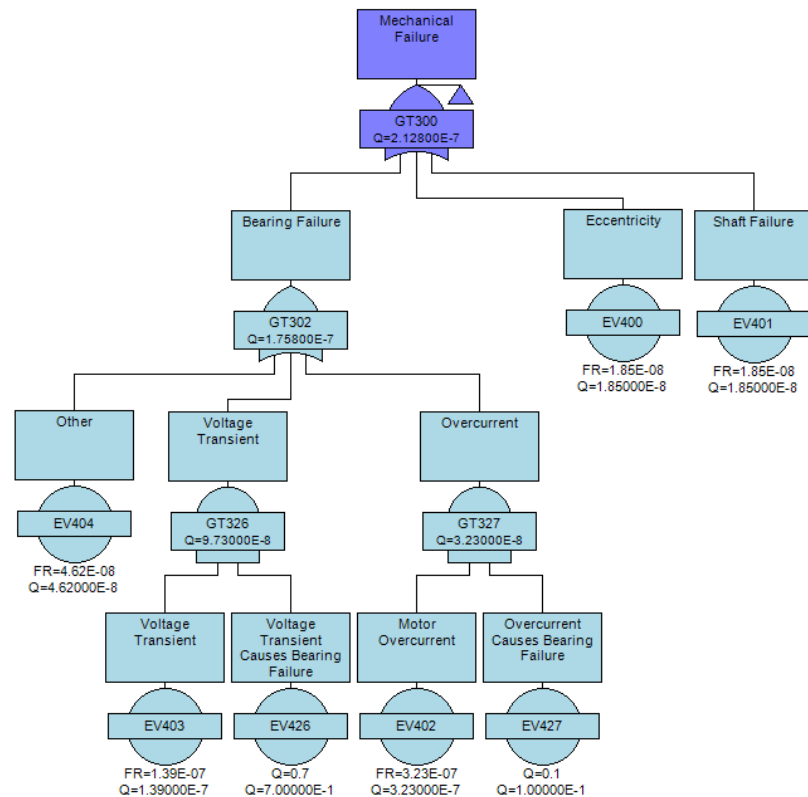 Mechanical
Failure
GT300
Q=2.12800E-7
Bearing Failure
Eccentricity
Shaft Failure
GT302
Q=1.75800E-7
EV400
FR=1.85E-08
Q=1.85000E-8
EV401
FR=1.85E-08
Q=1.85000E-8
Other
Voltage
Transient
Overcurrent
EV404
FR=4.62E-08
Q=4.62000E-8
GT326
Q=9.73000E-8
GT327
Q=3.23000E-8
Voltage
Transient
Voltage
Transient
Causes Bearing
Failure
Motor
Overcurrent
Overcurrent
Causes Bearing
Failure
EV403
FR=1.39E-07
Q=1.39000E-7
EV426
Q=0.7
Q=7.00000E-1
EV402
FR=3.23E-07
Q=3.23000E-7
EV427
Q=0.1
Q=1.00000E-1